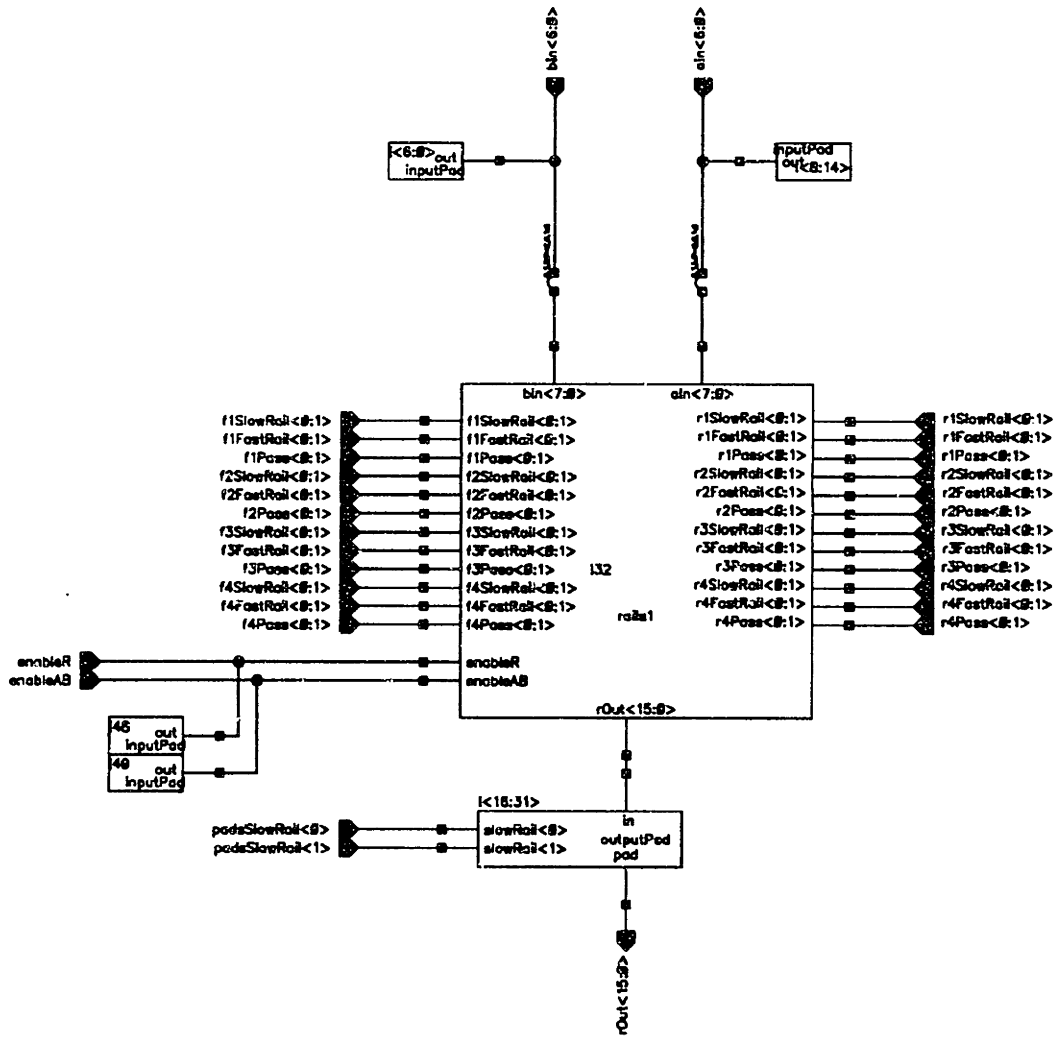 bin<6:0>
ain<6:0>
I<6:0>
out
inputPad
inputPad
out
I<8:14>
bin<7:0>
ain<7:0>
f1SlowRail<0:1>
f1FastRail<0:1>
f1Pass<0:1>
f2SlowRail<0:1>
f2FastRail<0:1>
f2Pass<0:1>
f3SlowRail<0:1>
f3FastRail<0:1>
f3Pass<0:1>
f4SlowRail<0:1>
f4FastRail<0:1>
f4Pass<0:1>
f1SlowRail<0:1>
f1FastRail<0:1>
f1Pass<0:1>
f2SlowRail<0:1>
f2FastRail<0:1>
f2Pass<0:1>
f3SlowRail<0:1>
f3FastRail<0:1>
f3Pass<0:1>
f4SlowRail<0:1>
f4FastRail<0:1>
f4Pass<0:1>
I32
rails1
r1SlowRail<0:1>
r1FastRail<0:1>
r1Pass<0:1>
r2SlowRail<0:1>
r2FastRail<0:1>
r2Pass<0:1>
r3SlowRail<0:1>
r3FastRail<0:1>
r3Pass<0:1>
r4SlowRail<0:1>
r4FastRail<0:1>
r4Pass<0:1>
r1SlowRail<0:1>
r1FastRail<0:1>
r1Pass<0:1>
r2SlowRail<0:1>
r2FastRail<0:1>
r2Pass<0:1>
r3SlowRail<0:1>
r3FastRail<0:1>
r3Pass<0:1>
r4SlowRail<0:1>
r4FastRail<0:1>
r4Pass<0:1>
enableR
enableAB
enableR
enableAB
rOut<15:0>
out
inputPad
I49
out
inputPad
I<16:31>
padsSlowRail<0>
padsSlowRail<1>
slowRail<0>
slowRail<1>
in
outputPad
pad
rOut<15:0>